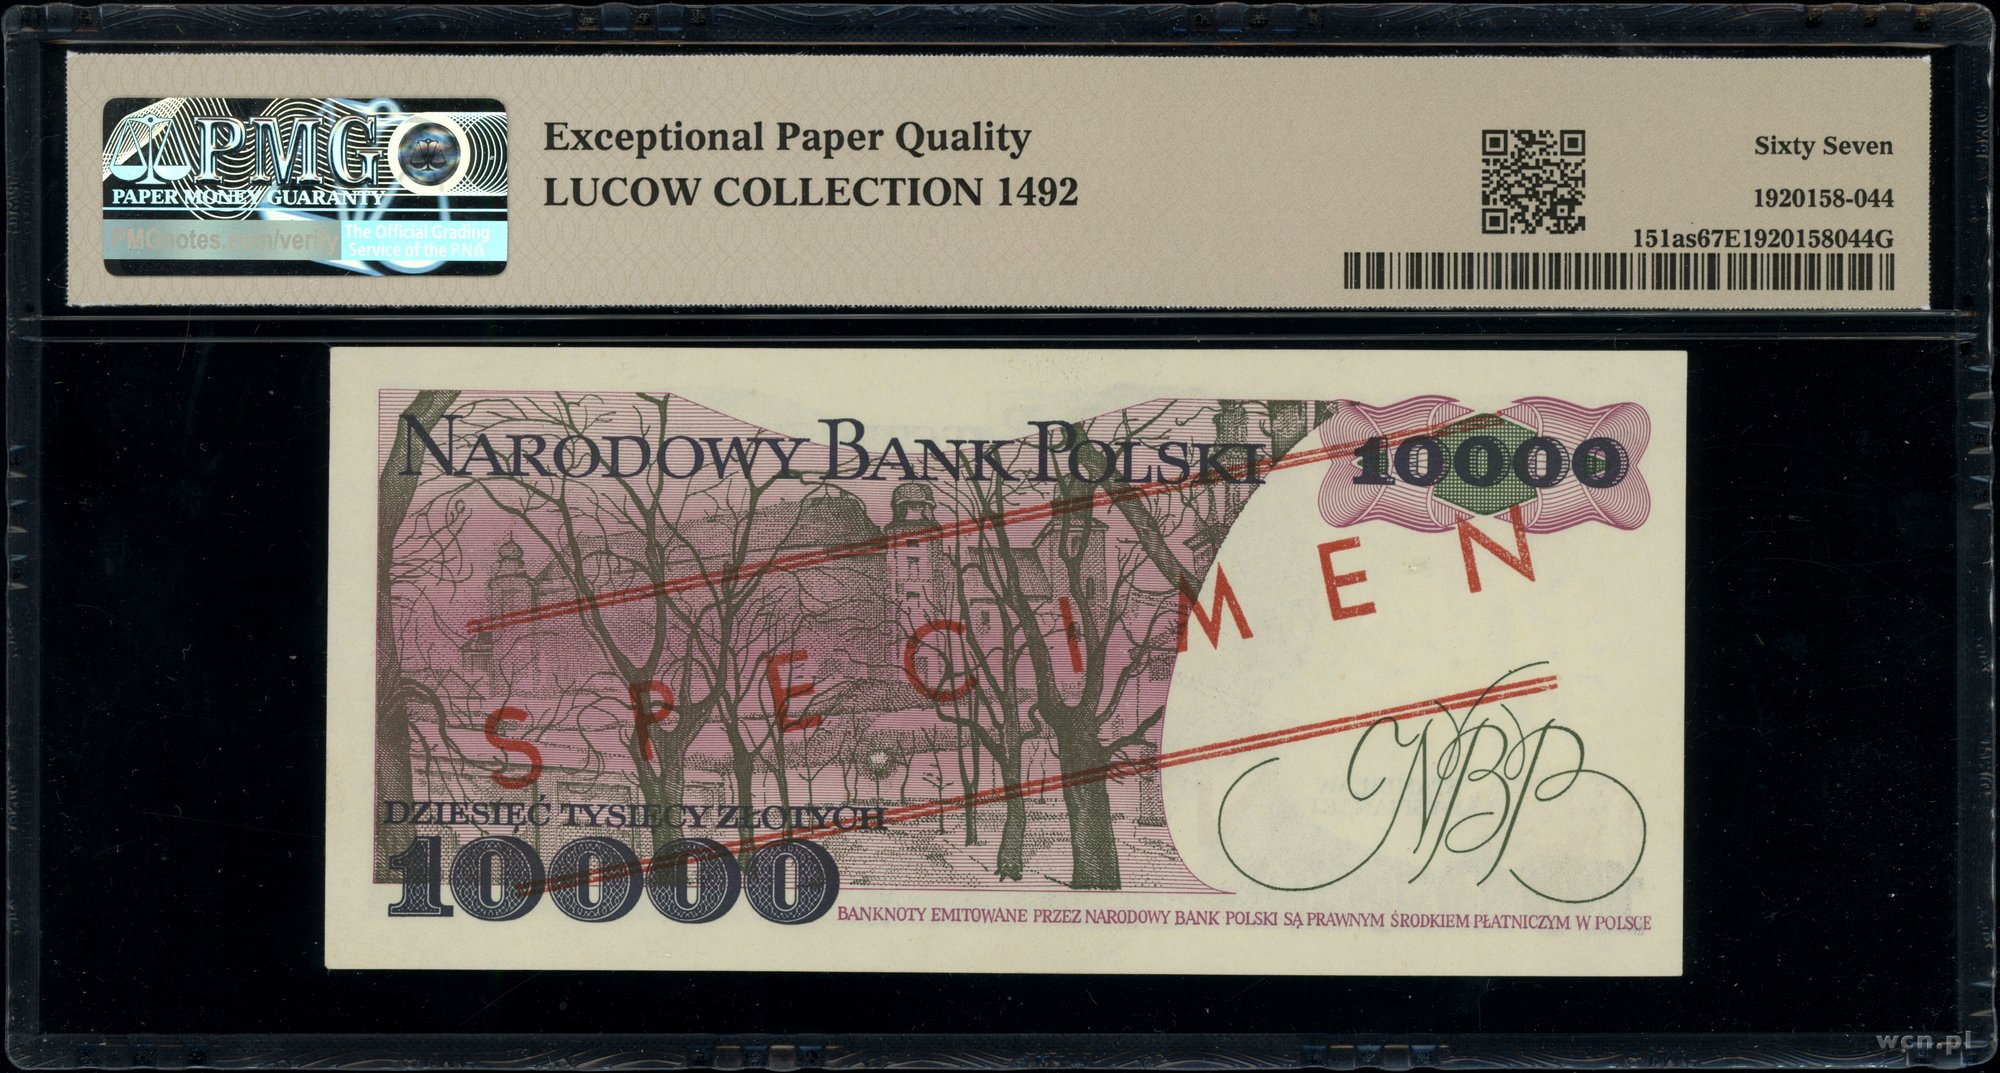 PMG
PAPER MONEY GUARANTY
PMGnotes.com/verify
The Official Grading
Service of the PNG
Exceptional Paper Quality
LUCOW COLLECTION 1492
Sixty Seven
1920158-044
151as67E1920158044G
NARODOWY BANK POLSKI
10000
SPECIMEN
NBP
DZIESIĘĆ TYSIĘCY ZŁOTYCH
10000
BANKNOTY EMITOWANE PRZEZ NARODOWY BANK POLSKI SĄ PRAWNYM ŚRODKIEM PŁATNICZYM W POLSCE
wcn.pl